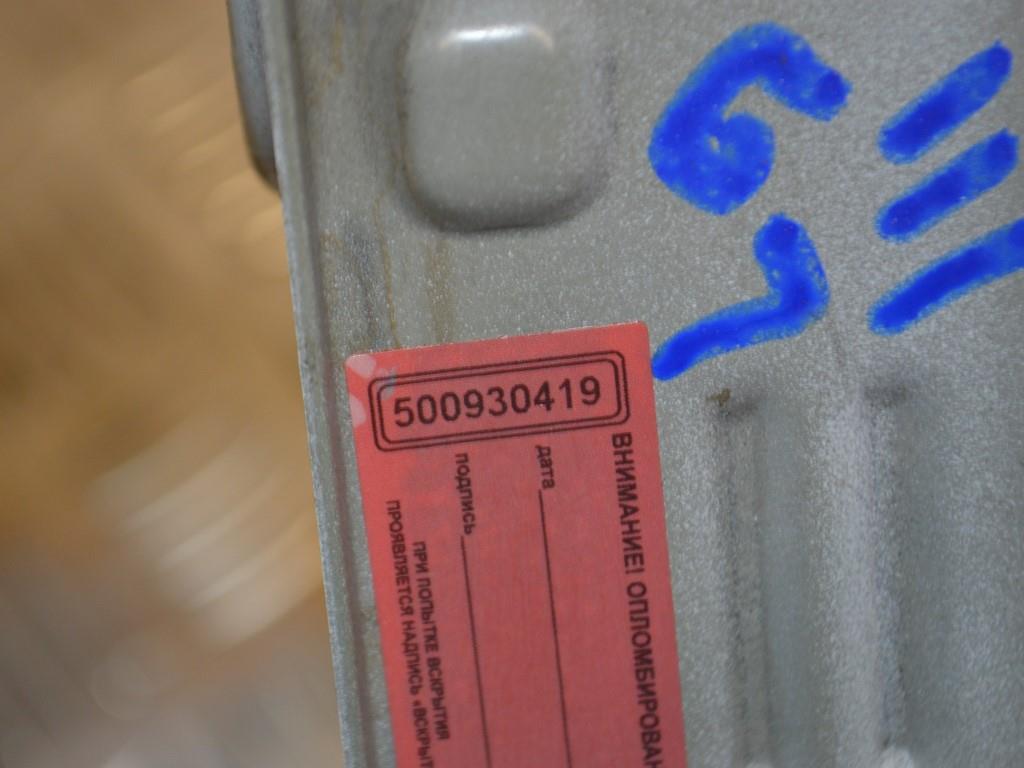 500930419
ВНИМАНИЕ! ОПЛОМБИРОВАН
дата
подпись
ПРИ ПОПЫТКЕ ВСКРЫТИЯ
ПРОЯВЛЯЕТСЯ НАДПИСЬ «ВСКРЫТ